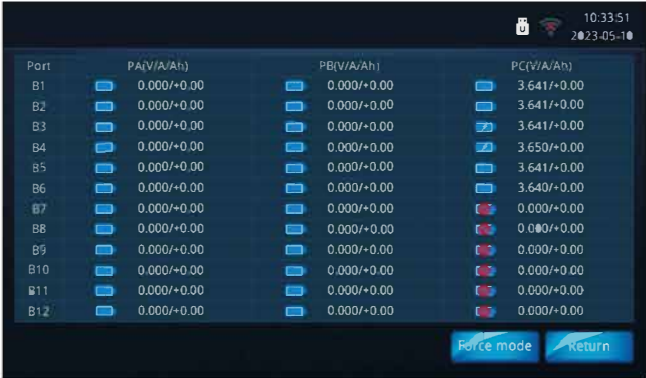 10:33:51
2023-05-10
Port PA(V/A/Ah) PB(V/A/Ah) PC(V/A/Ah)
B1 0.000/+0.00 0.000/+0.00 3.641/+0.00
B2 0.000/+0.00 0.000/+0.00 3.641/+0.00
B3 0.000/+0.00 0.000/+0.00 3.641/+0.00
B4 0.000/+0.00 0.000/+0.00 3.650/+0.00
B5 0.000/+0.00 0.000/+0.00 3.641/+0.00
B6 0.000/+0.00 0.000/+0.00 3.640/+0.00
B7 0.000/+0.00 0.000/+0.00 0.000/+0.00
B8 0.000/+0.00 0.000/+0.00 0.000/+0.00
B9 0.000/+0.00 0.000/+0.00 0.000/+0.00
B10 0.000/+0.00 0.000/+0.00 0.000/+0.00
B11 0.000/+0.00 0.000/+0.00 0.000/+0.00
B12 0.000/+0.00 0.000/+0.00 0.000/+0.00
Force mode Return